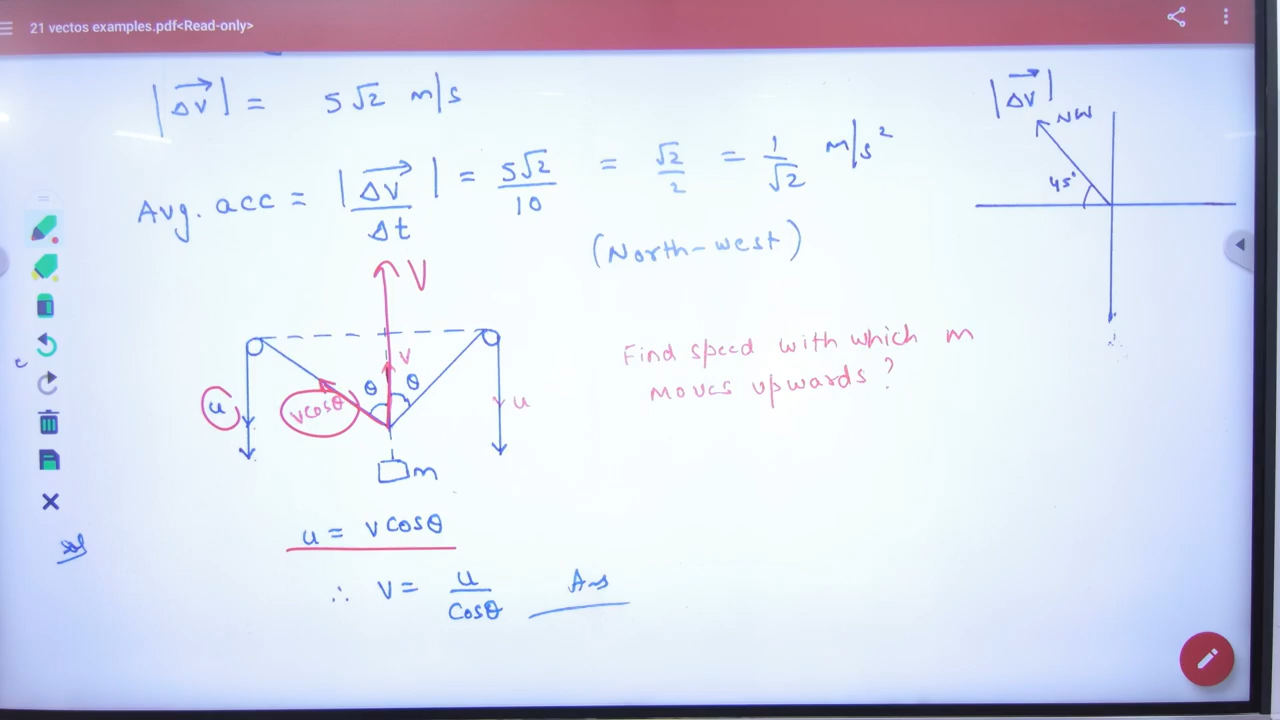 21 vectos examples.pdf<Read-only>
|Δv| = 5√2 m/s
|Δv|
NW
45°
Avg. acc = |Δv|/Δt = 5√2/10 = √2/2 = 1/√2 m/s²
(North-west)
V
v
θ θ
u
vcosθ
u
m
Find speed with which m
moves upwards ?
u = vcosθ
∴ v = u/cosθ Ans